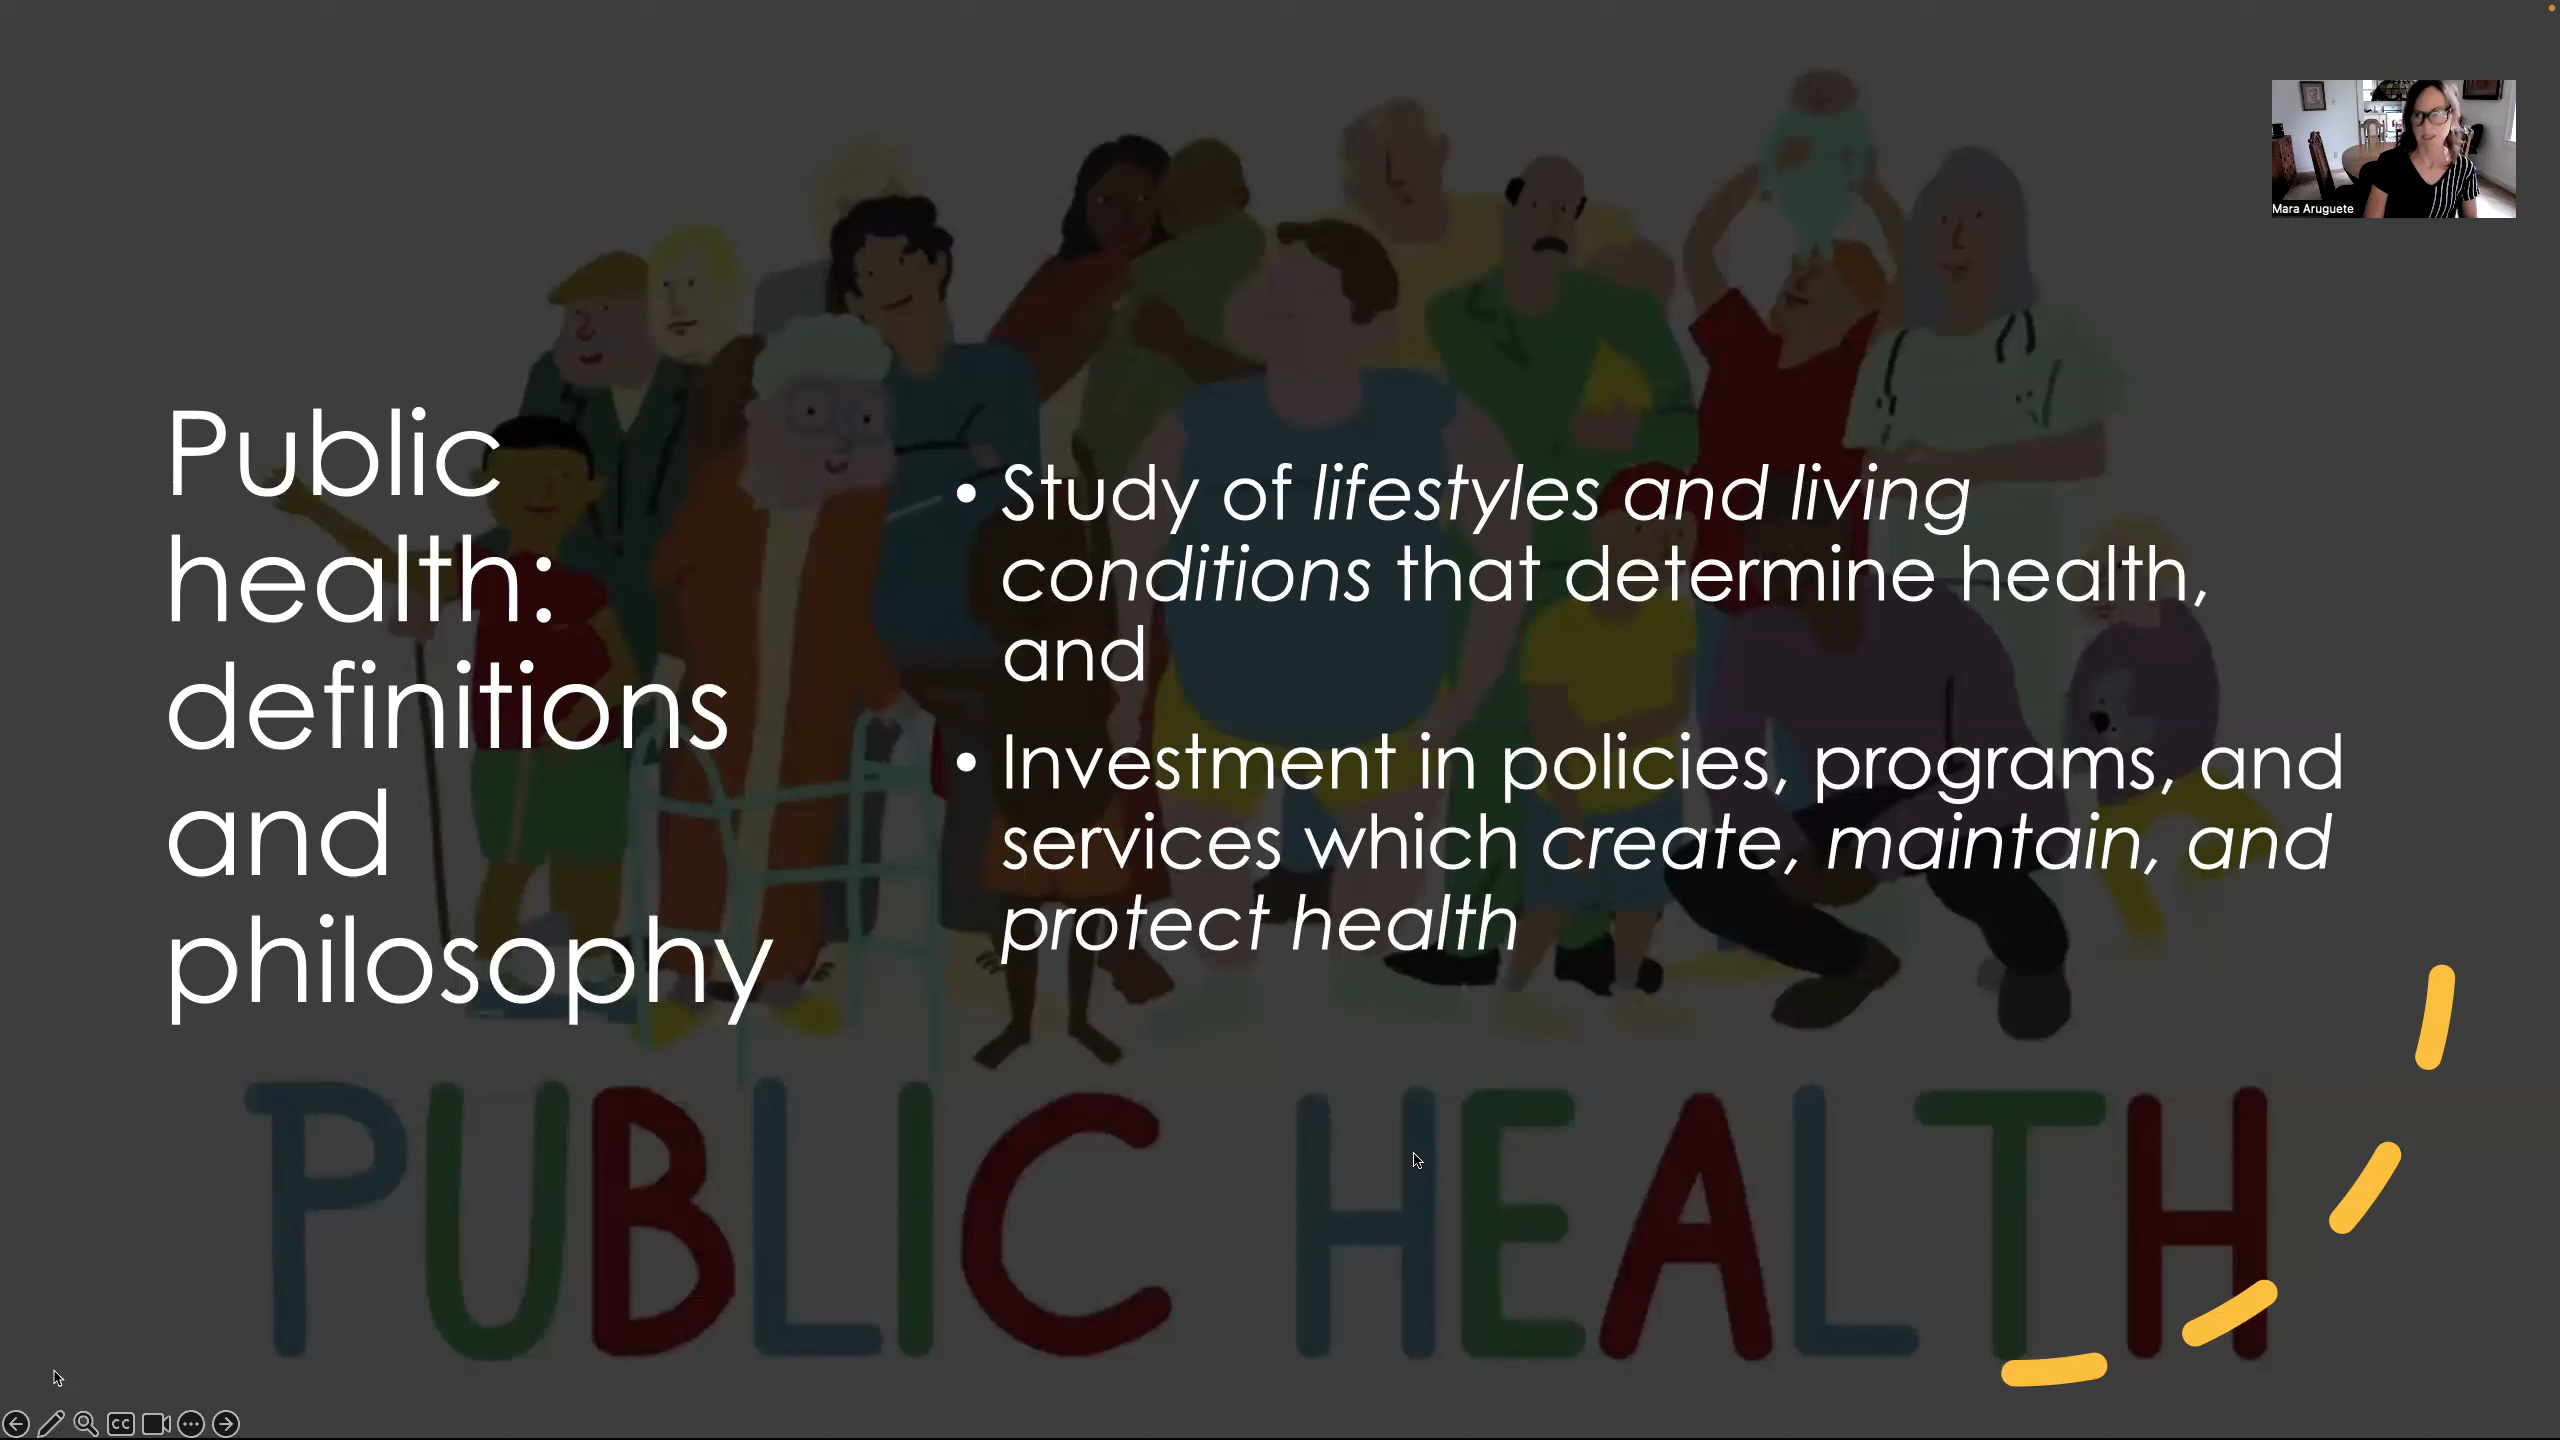 Mara Aruguete
Public
health:
definitions
and
philosophy
• Study of lifestyles and living
conditions that determine health,
and
• Investment in policies, programs, and
services which create, maintain, and
protect health
PUBLIC HEALTH
CC